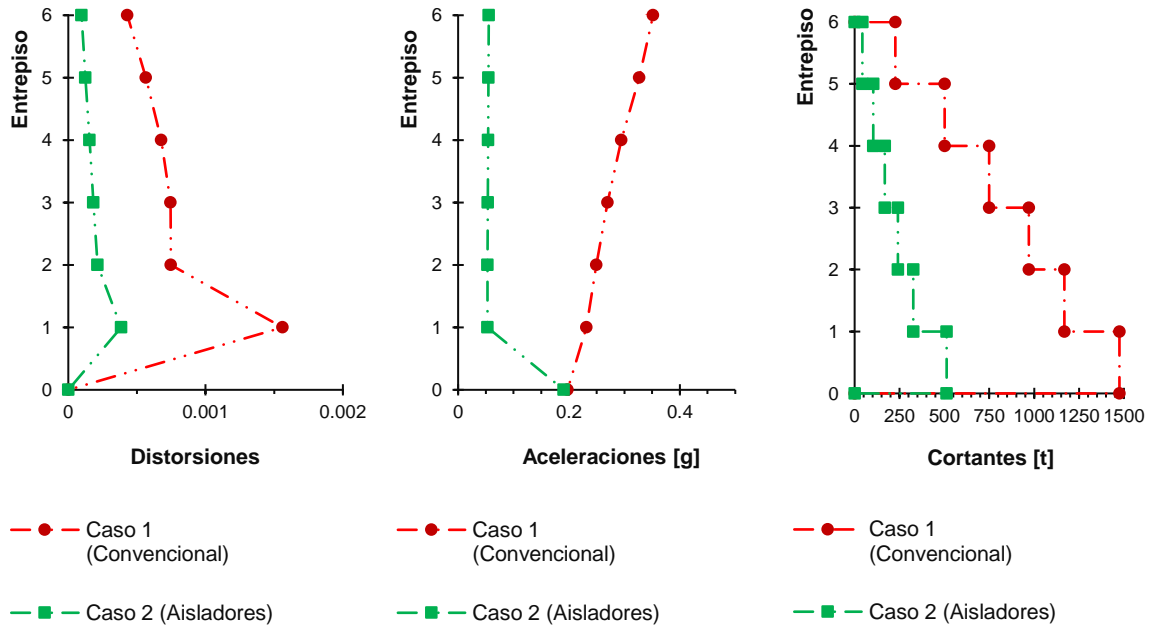 Entrepiso
6
5
4
3
2
1
0
0
0.001
0.002
Distorsiones
Caso 1
(Convencional)
Caso 2 (Aisladores)
Entrepiso
6
5
4
3
2
1
0
0
0.2
0.4
Aceleraciones [g]
Caso 1
(Convencional)
Caso 2 (Aisladores)
Entrepiso
6
5
4
3
2
1
0
0
250
500
750
1000
1250
1500
Cortantes [t]
Caso 1
(Convencional)
Caso 2 (Aisladores)